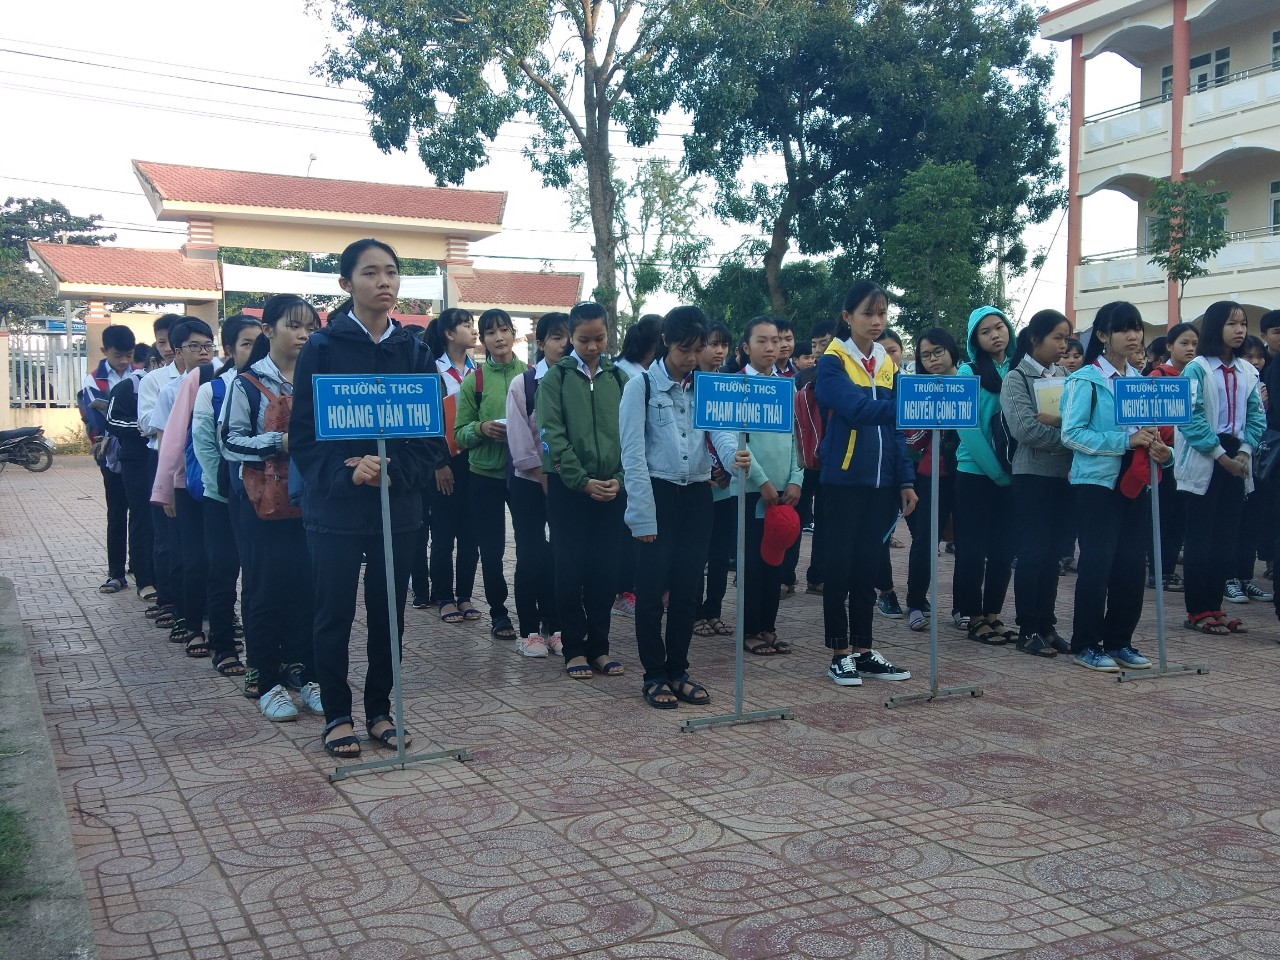 TRƯỜNG THCS
HOÀNG VĂN THỤ
TRƯỜNG THCS
PHẠM HỒNG THÁI
TRƯỜNG THCS
NGUYỄN CÔNG TRỨ
TRƯỜNG THCS
NGUYỄN TẤT THÀNH